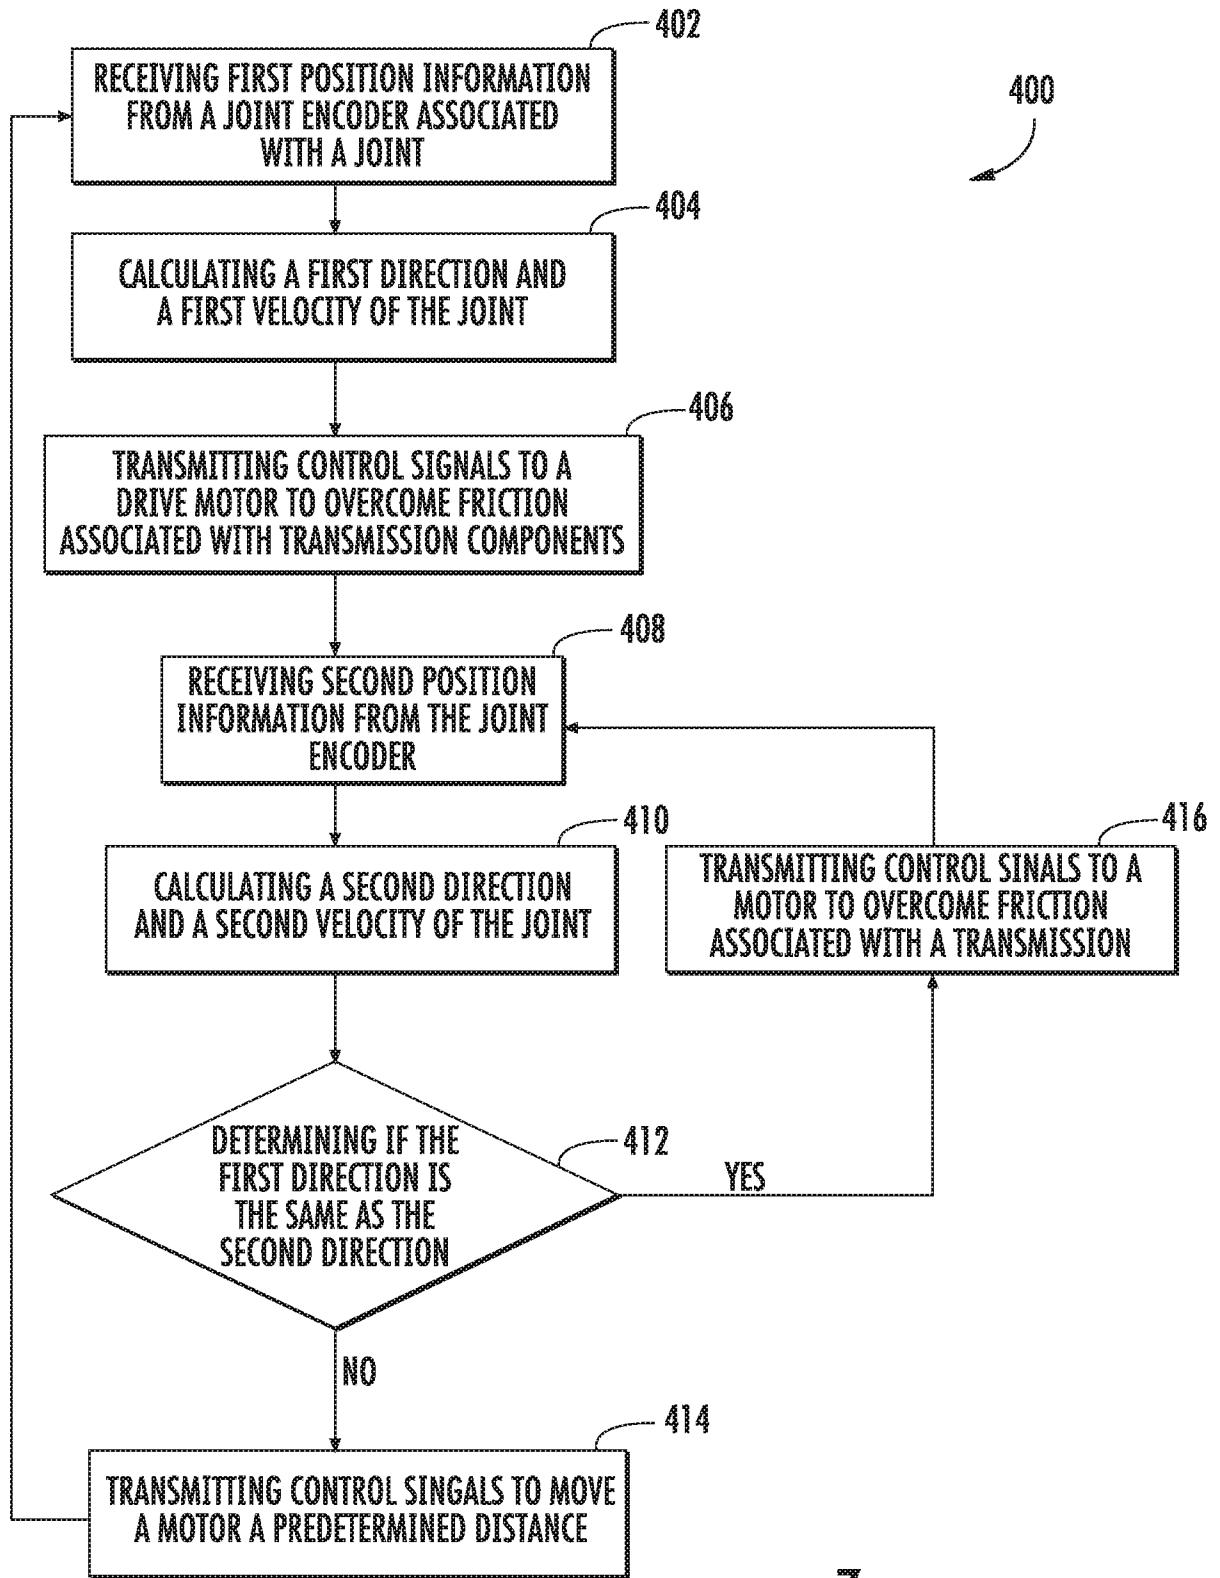 402
RECEIVING FIRST POSITION INFORMATION
FROM A JOINT ENCODER ASSOCIATED
WITH A JOINT
400
404
CALCULATING A FIRST DIRECTION AND
A FIRST VELOCITY OF THE JOINT
406
TRANSMITTING CONTROL SIGNALS TO A
DRIVE MOTOR TO OVERCOME FRICTION
ASSOCIATED WITH TRANSMISSION COMPONENTS
408
RECEIVING SECOND POSITION
INFORMATION FROM THE JOINT
ENCODER
410
CALCULATING A SECOND DIRECTION
AND A SECOND VELOCITY OF THE JOINT
416
TRANSMITTING CONTROL SINALS TO A
MOTOR TO OVERCOME FRICTION
ASSOCIATED WITH A TRANSMISSION
412
DETERMINING IF THE
FIRST DIRECTION IS
THE SAME AS THE
SECOND DIRECTION
YES
NO
414
TRANSMITTING CONTROL SINGALS TO MOVE
A MOTOR A PREDETERMINED DISTANCE